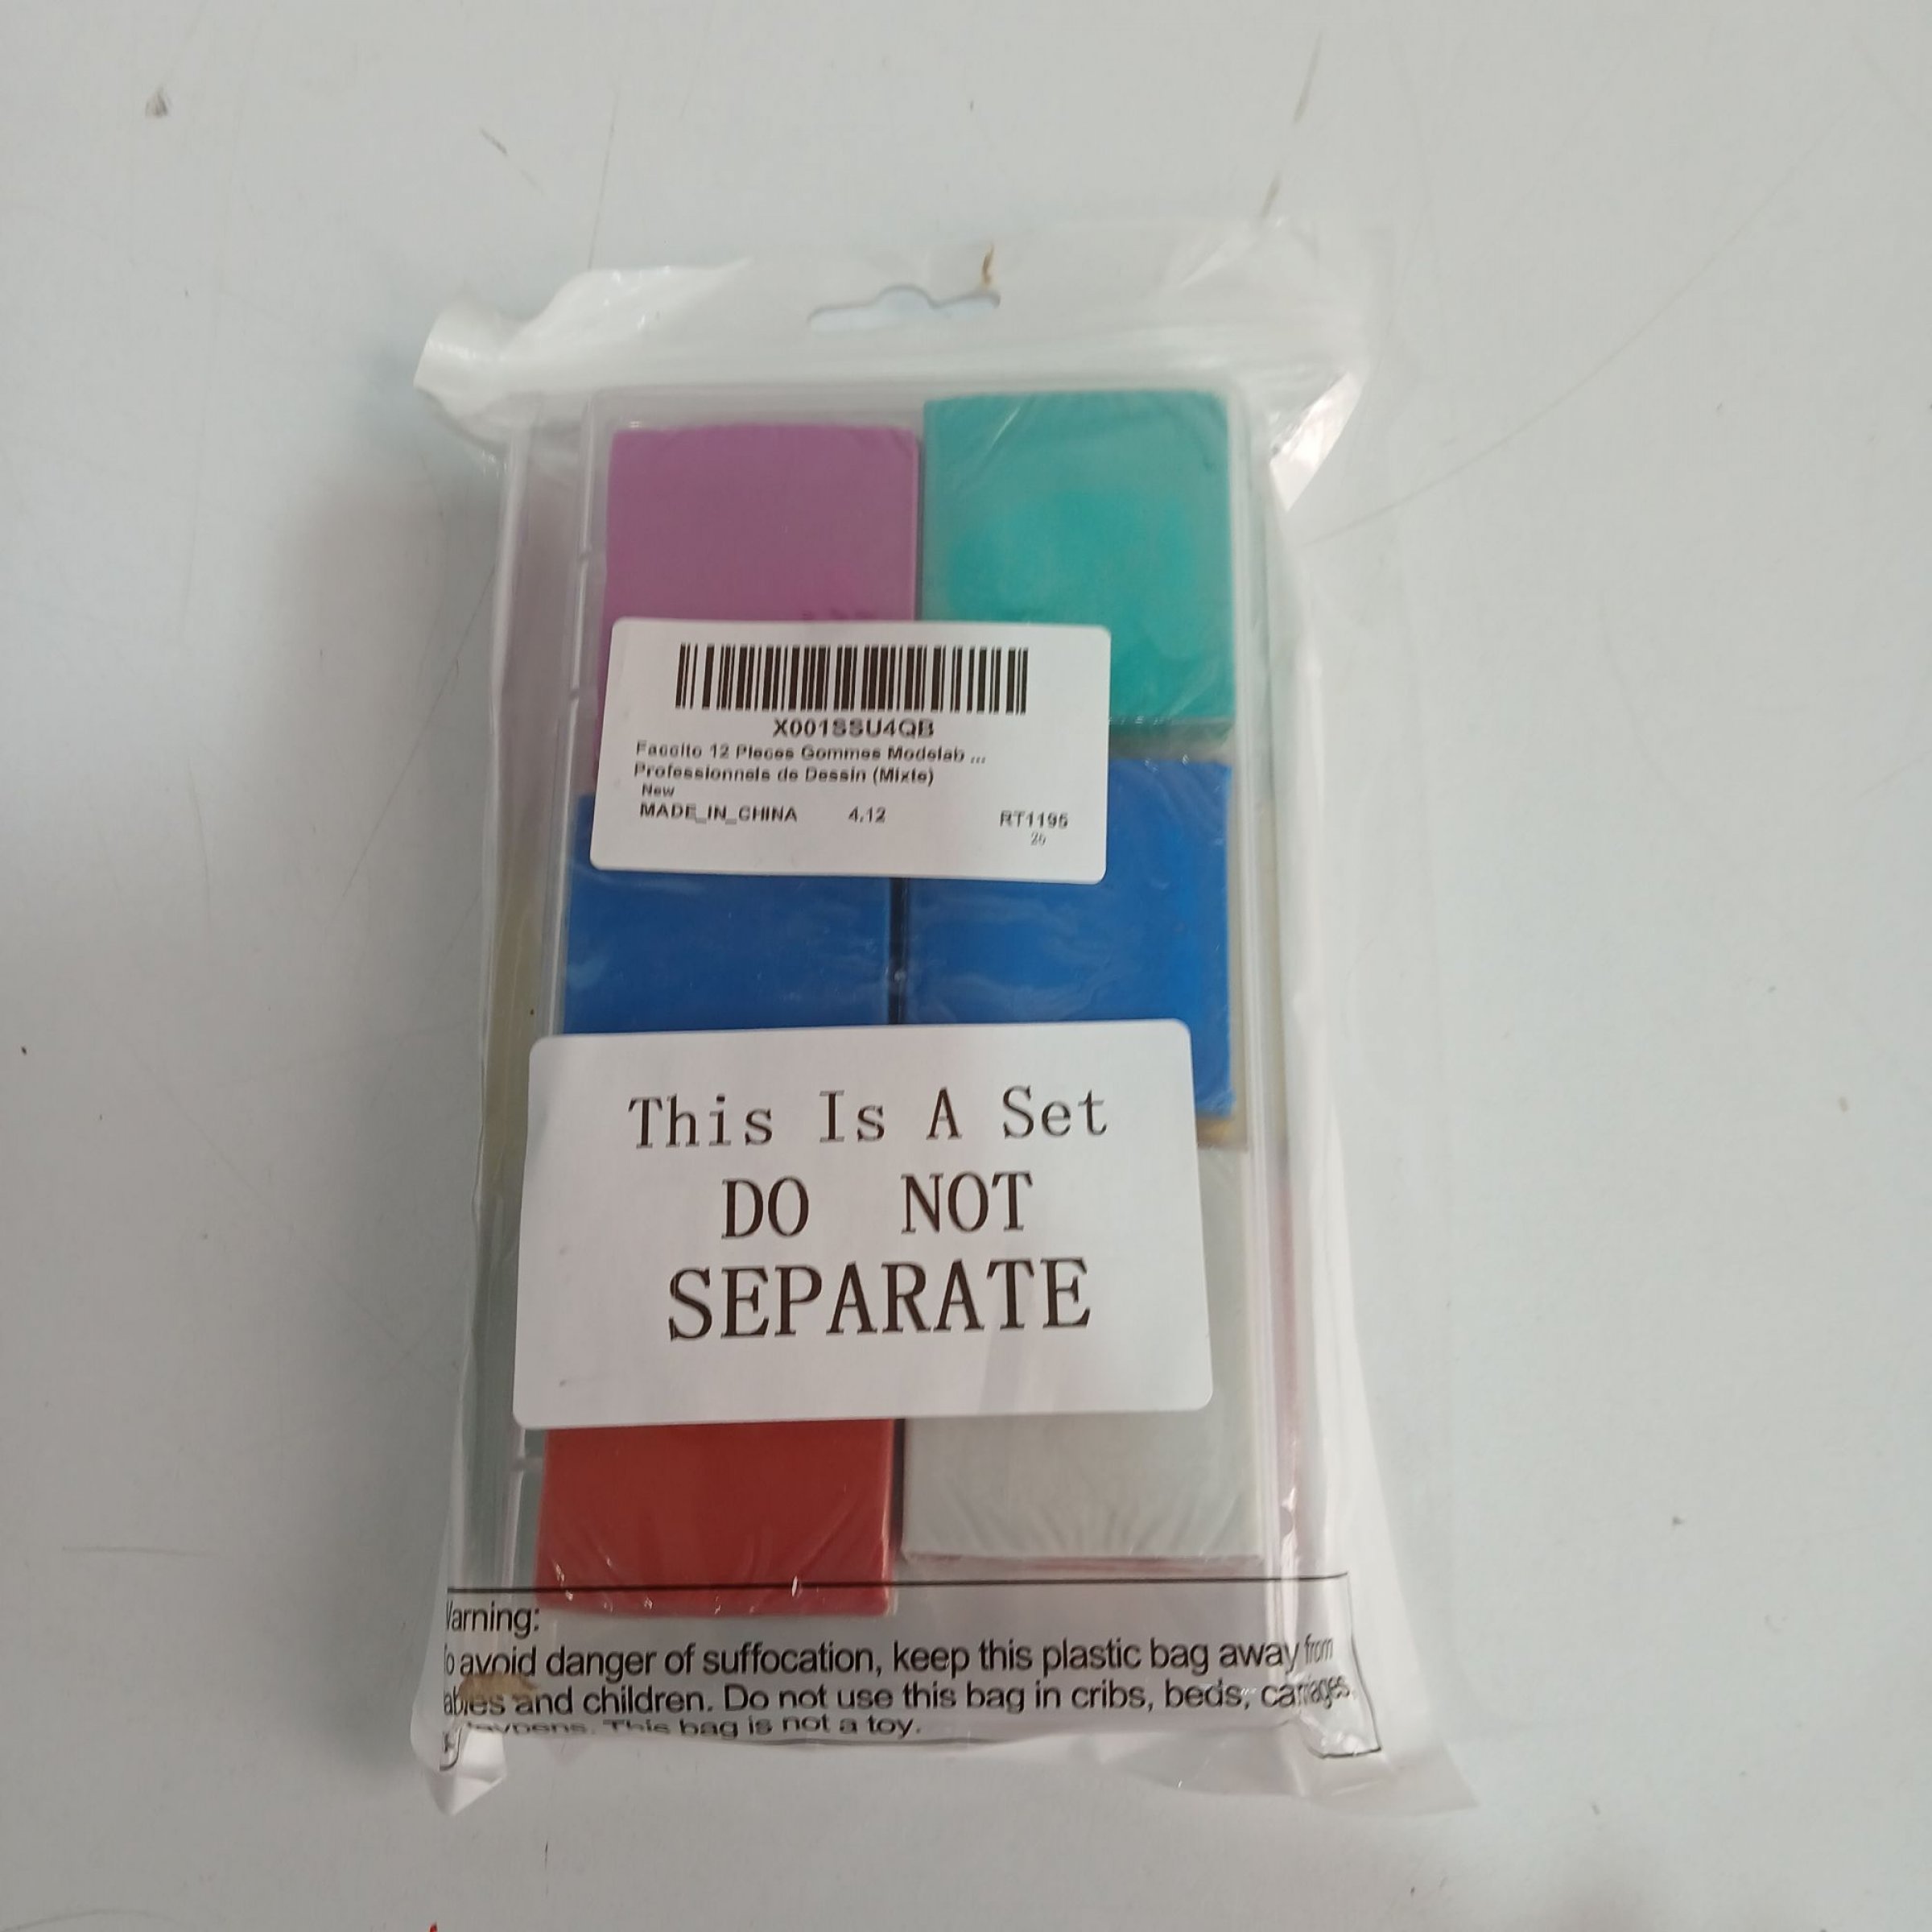 X001SSU4QB
Faccito 12 Pieces Gommes Modelab ...
Professionnels de Dessin (Mixte)
New
MADE_IN_CHINA 4.12 RT1195
26
This Is A Set
DO NOT
SEPARATE
Warning:
To avoid danger of suffocation, keep this plastic bag away from
babies and children. Do not use this bag in cribs, beds, carriages,
This bag is not a toy.